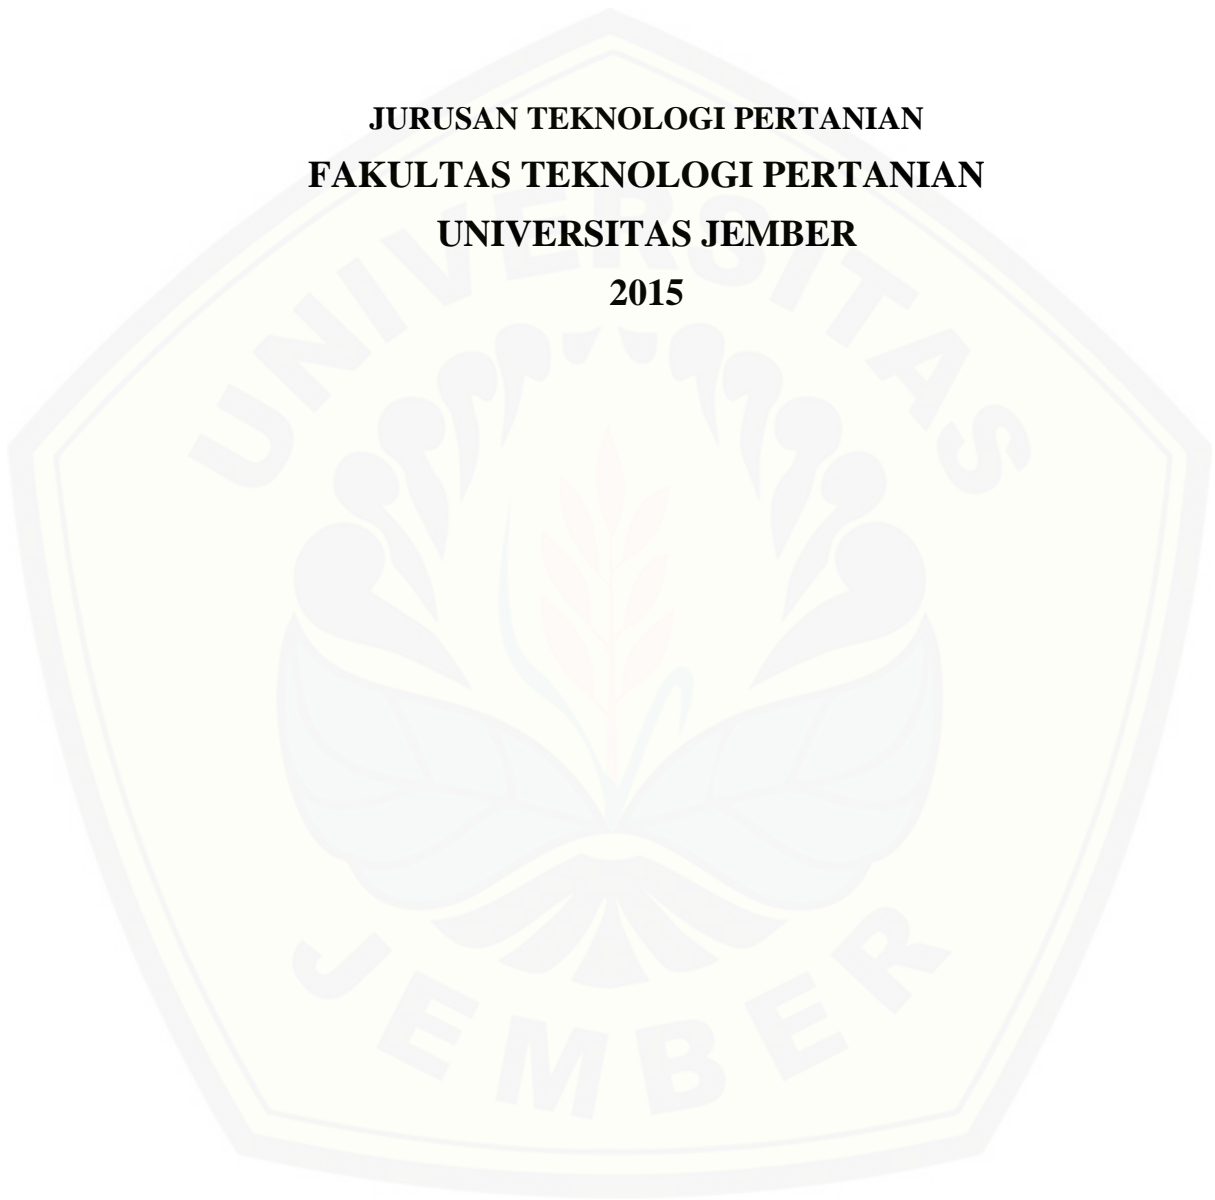 JURUSAN TEKNOLOGI PERTANIAN
FAKULTAS TEKNOLOGI PERTANIAN
UNIVERSITAS JEMBER
2015
UNIVERSITAS
JEMBER